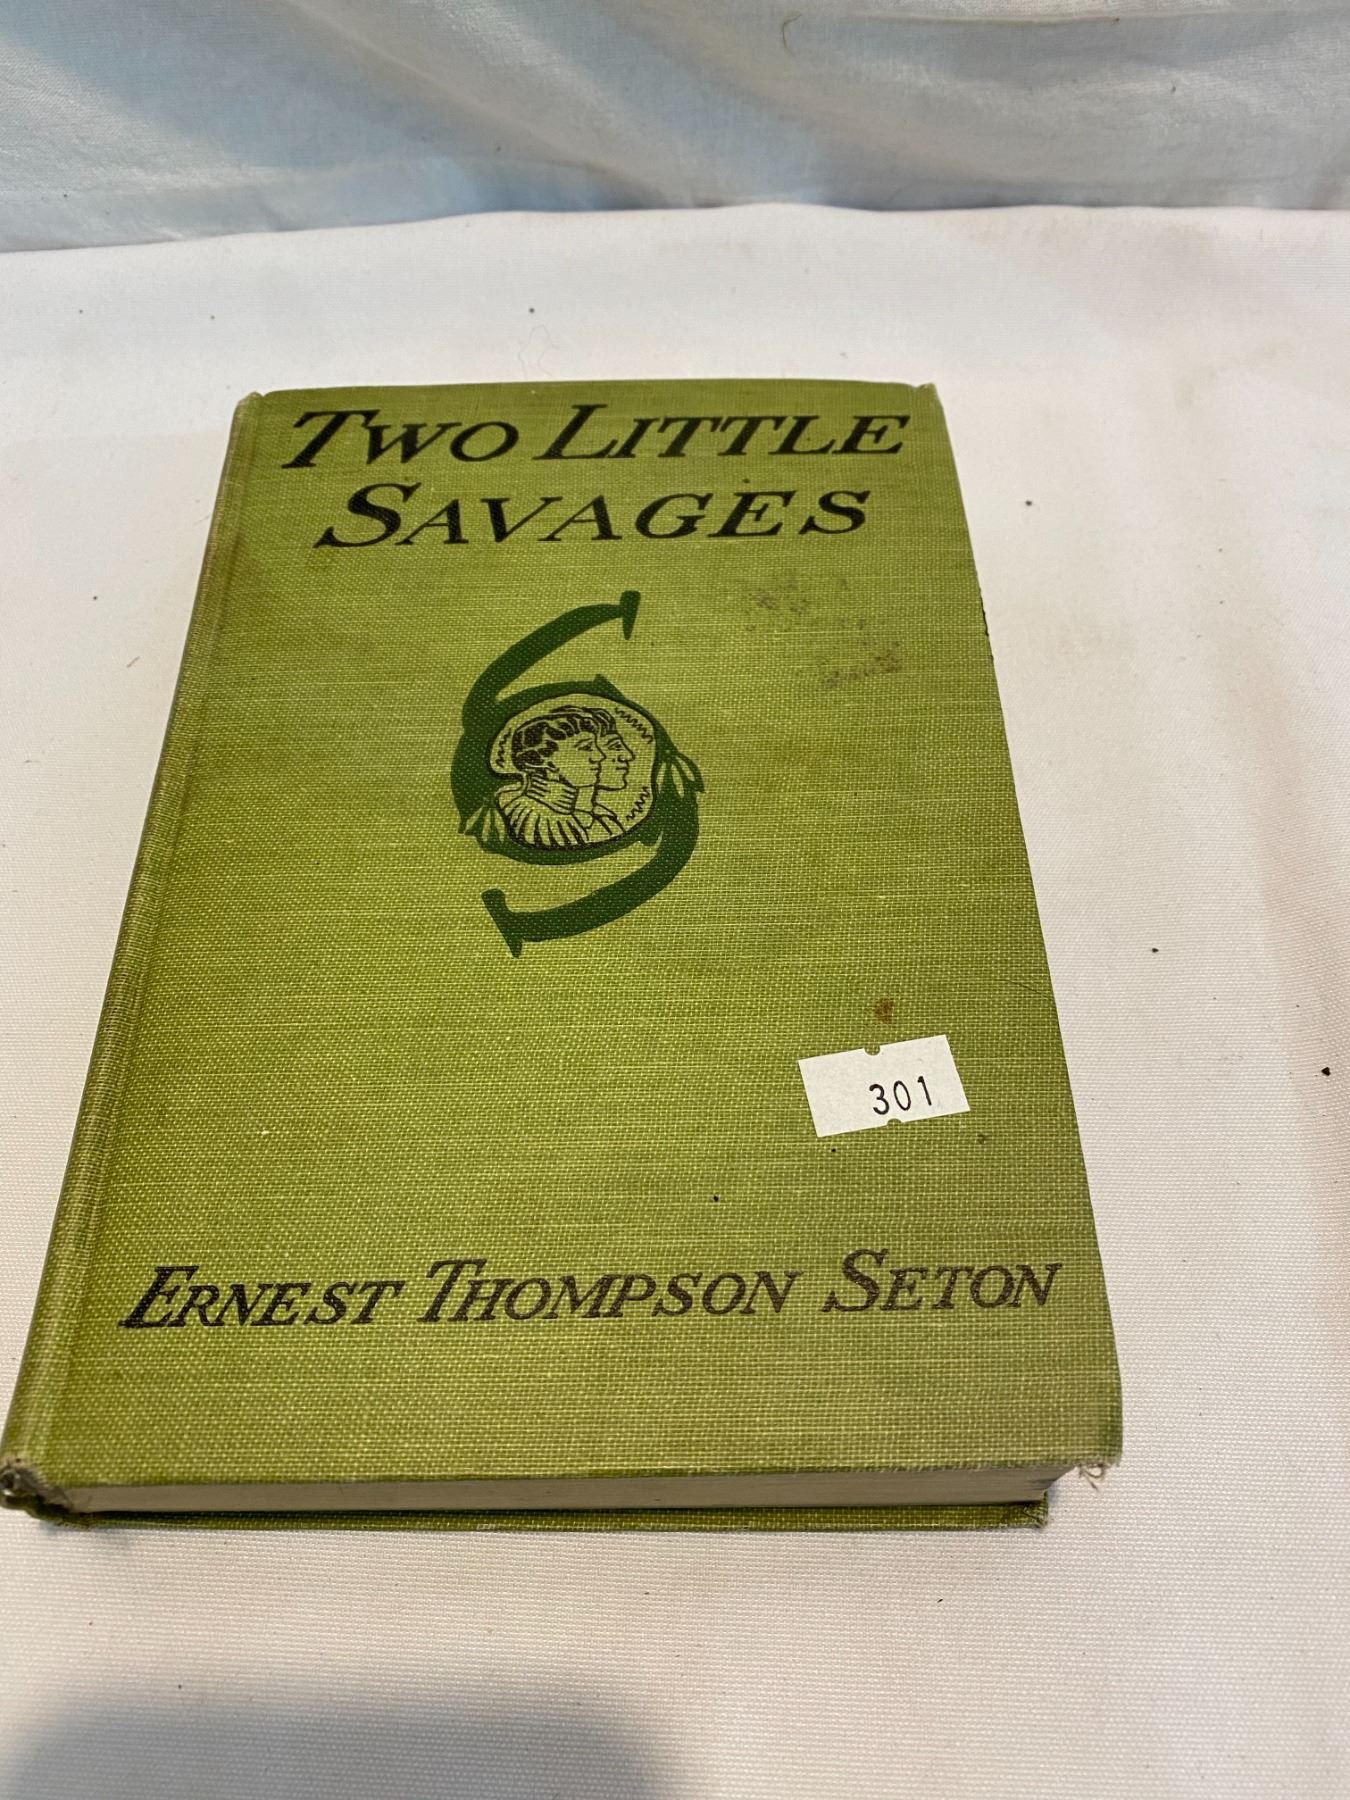 TWO LITTLE
SAVAGES
301
ERNEST THOMPSON SETON